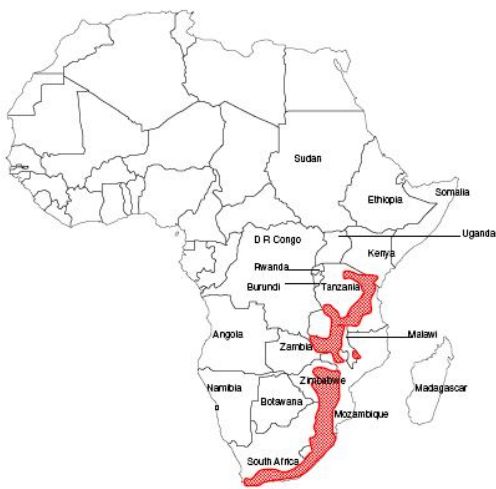 Sudan
Ethiopia
Somalia
Uganda
D R Congo
Kenya
Rwanda
Burundi
Tanzania
Angola
Malawi
Zambia
Zimbabwe
Namibia
Botswana
Madagascar
Mozambique
South Africa